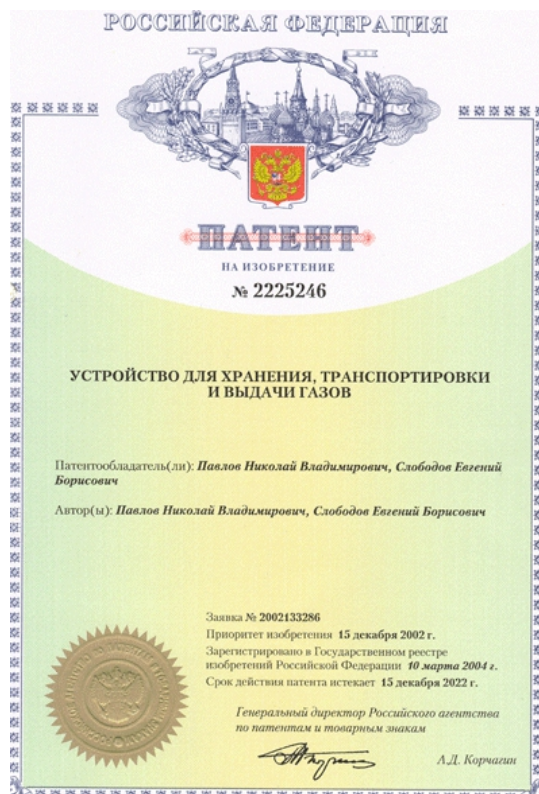 РОССИЙСКАЯ ФЕДЕРАЦИЯ
ПАТЕНТ
НА ИЗОБРЕТЕНИЕ
№ 2225246
УСТРОЙСТВО ДЛЯ ХРАНЕНИЯ, ТРАНСПОРТИРОВКИ
И ВЫДАЧИ ГАЗОВ
Патентообладатель(ли): Павлов Николай Владимирович, Слободов Евгений
Борисович
Автор(ы): Павлов Николай Владимирович, Слободов Евгений Борисович
Заявка № 2002133286
Приоритет изобретения 15 декабря 2002 г.
Зарегистрировано в Государственном реестре
изобретений Российской Федерации 10 марта 2004 г.
Срок действия патента истекает 15 декабря 2022 г.
Генеральный директор Российского агентства
по патентам и товарным знакам
А.Д. Корчагин